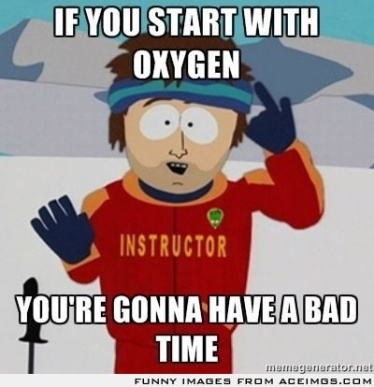 IF YOU START WITH
OXYGEN
INSTRUCTOR
YOU'RE GONNA HAVE A BAD
TIME
memegenerator.net
FUNNY IMAGES FROM ACEIMGS.COM